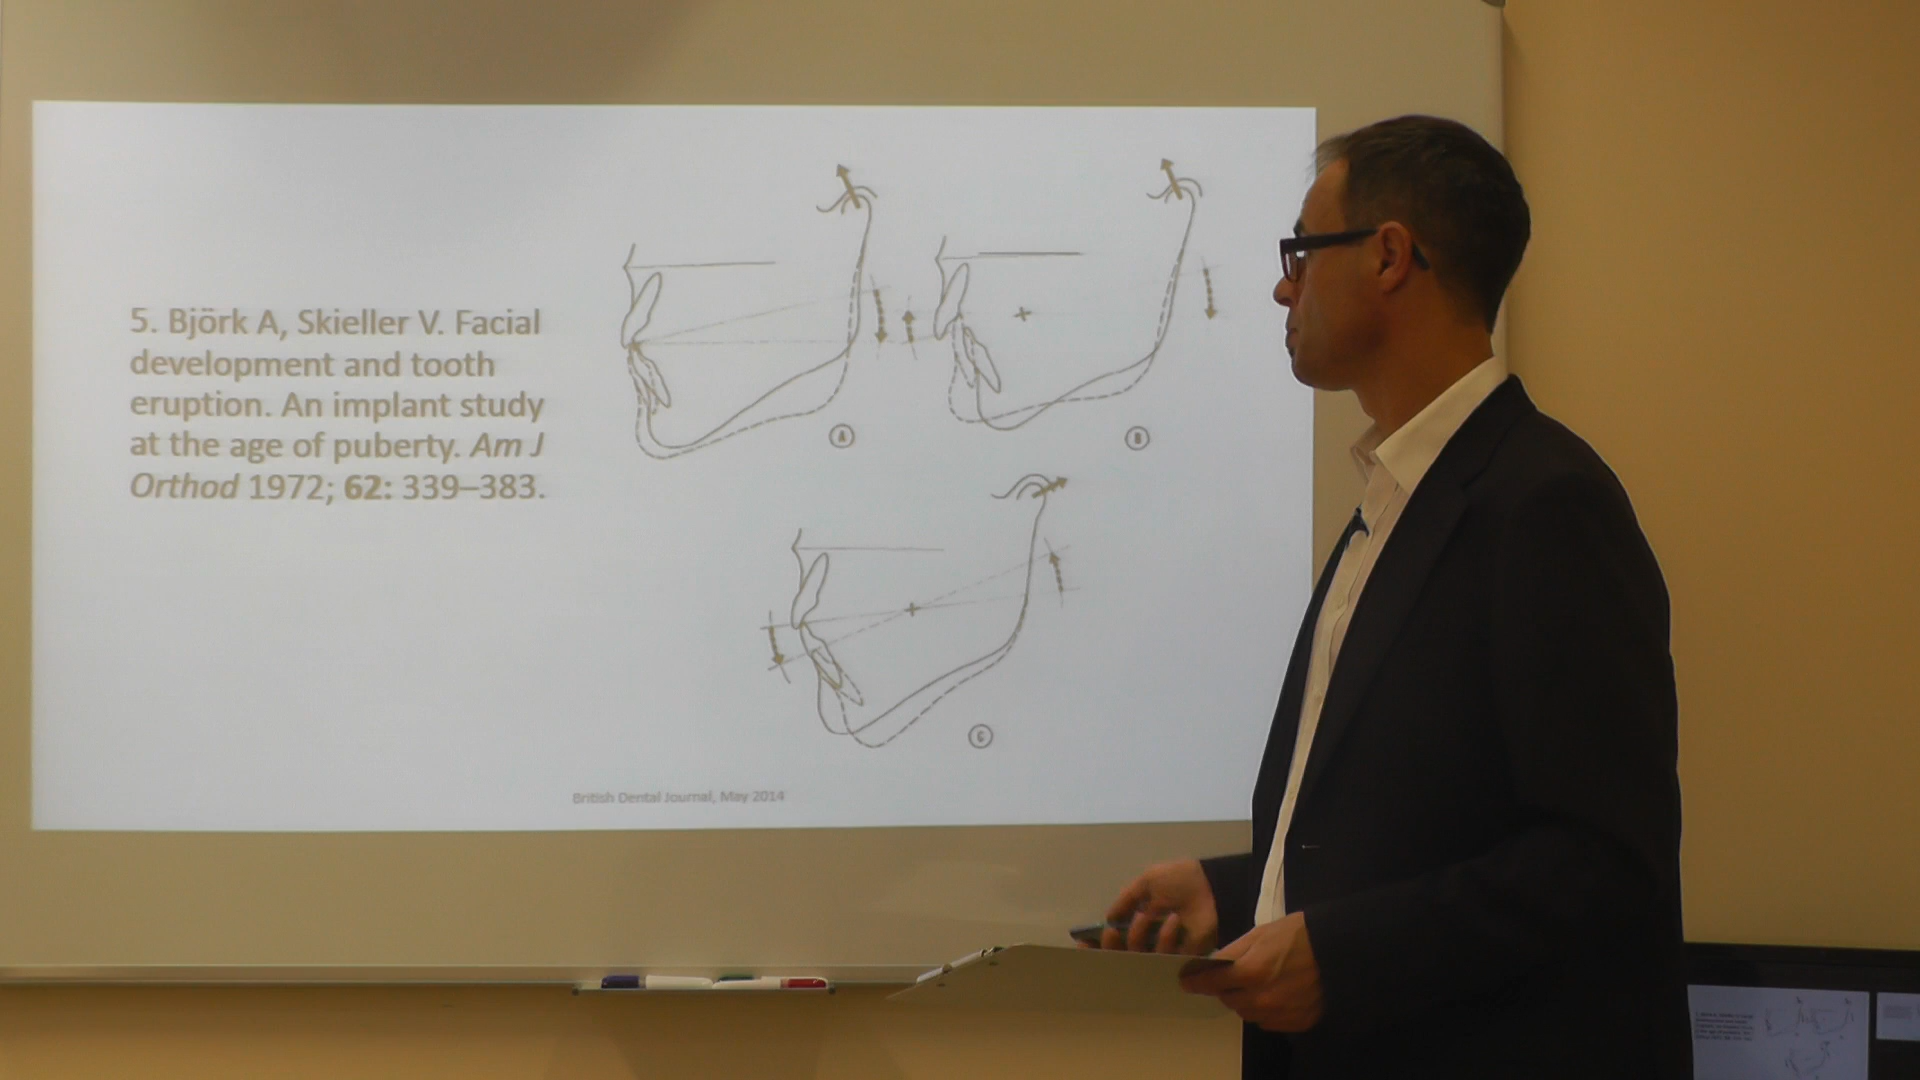 5. Björk A, Skieller V. Facial
development and tooth
eruption. An implant study
at the age of puberty. Am J
Orthod 1972; 62: 339–383.
A
B
C
British Dental Journal, May 2014